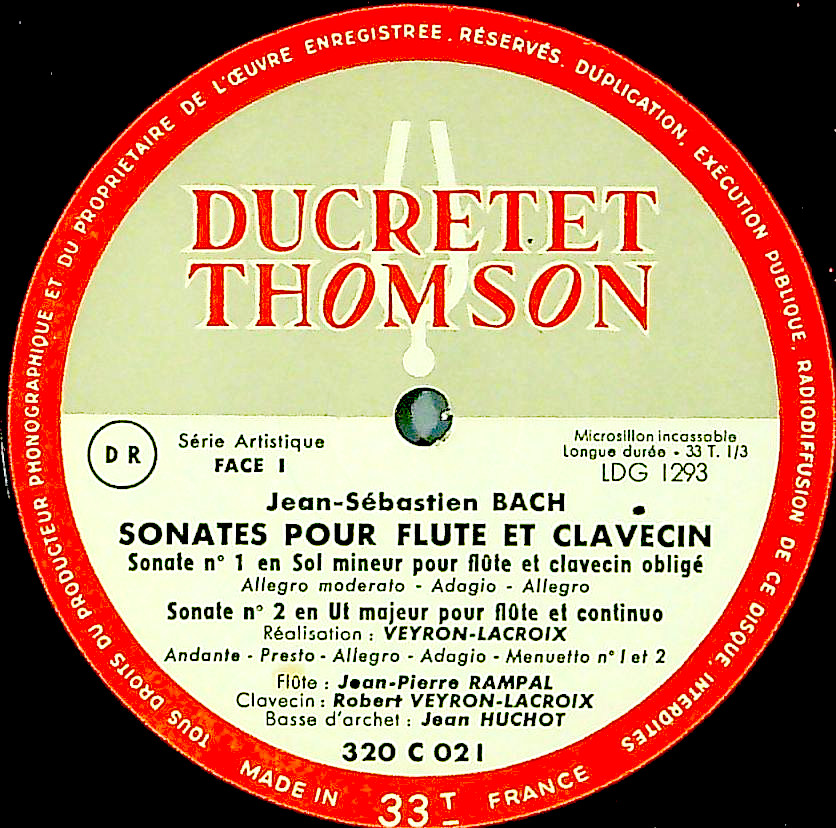 TOUS DROITS DU PRODUCTEUR PHONOGRAPHIQUE ET DU PROPRIÉTAIRE DE L'ŒUVRE ENREGISTREE. RÉSERVÉS. DUPLICATION, EXÉCUTION PUBLIQUE, RADIODIFFUSION DE CE DISQUE, INTERDITES
DUCRETET
THOMSON
D R
Série Artistique
FACE 1
Microsillon incassable
Longue durée - 33 T. 1/3
LDG 1293
Jean-Sébastien BACH
SONATES POUR FLUTE ET CLAVECIN
Sonate n° 1 en Sol mineur pour flûte et clavecin obligé
Allegro moderato - Adagio - Allegro
Sonate n° 2 en Ut majeur pour flûte et continuo
Réalisation : VEYRON-LACROIX
Andante - Presto - Allegro - Adagio - Menuetto n° 1 et 2
Flûte : Jean-Pierre RAMPAL
Clavecin : Robert VEYRON-LACROIX
Basse d'archet : Jean HUCHOT
320 C 021
MADE IN 33 T FRANCE